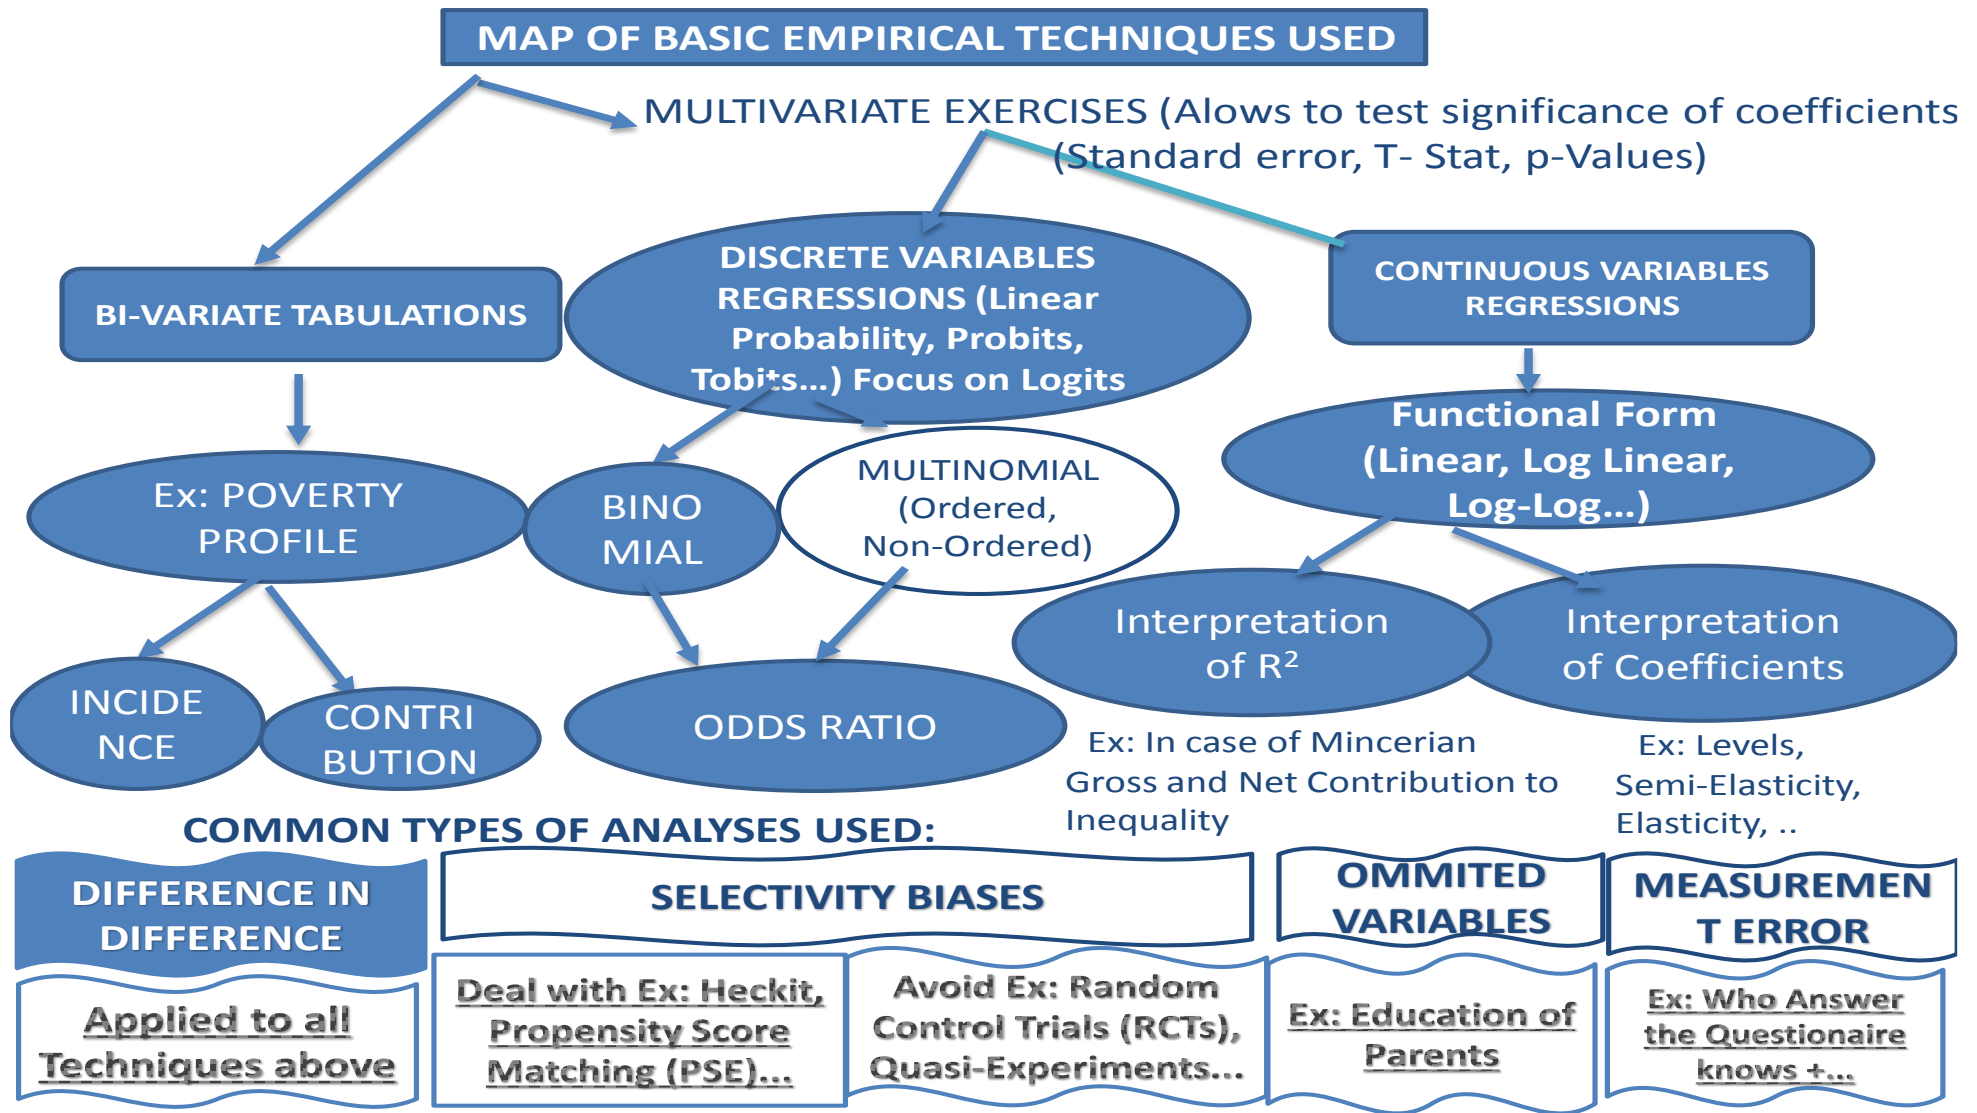 MAP OF BASIC EMPIRICAL TECHNIQUES USED
MULTIVARIATE EXERCISES (Alows to test significance of coefficients
(Standard error, T- Stat, p-Values)
BI-VARIATE TABULATIONS
DISCRETE VARIABLES
REGRESSIONS (Linear
Probability, Probits,
Tobits...) Focus on Logits
CONTINUOUS VARIABLES
REGRESSIONS
Ex: POVERTY
PROFILE
BINO
MIAL
MULTINOMIAL
(Ordered,
Non-Ordered)
Functional Form
(Linear, Log Linear,
Log-Log...)
INCIDE
NCE
CONTRI
BUTION
ODDS RATIO
Interpretation
of R²
Interpretation
of Coefficients
Ex: In case of Mincerian
Gross and Net Contribution to
Inequality
Ex: Levels,
Semi-Elasticity,
Elasticity, ..
COMMON TYPES OF ANALYSES USED:
DIFFERENCE IN
DIFFERENCE
SELECTIVITY BIASES
OMMITED
VARIABLES
MEASUREMEN
T ERROR
Applied to all
Techniques above
Deal with Ex: Heckit,
Propensity Score
Matching (PSE)...
Avoid Ex: Random
Control Trials (RCTs),
Quasi-Experiments...
Ex: Education of
Parents
Ex: Who Answer
the Questionaire
knows +...